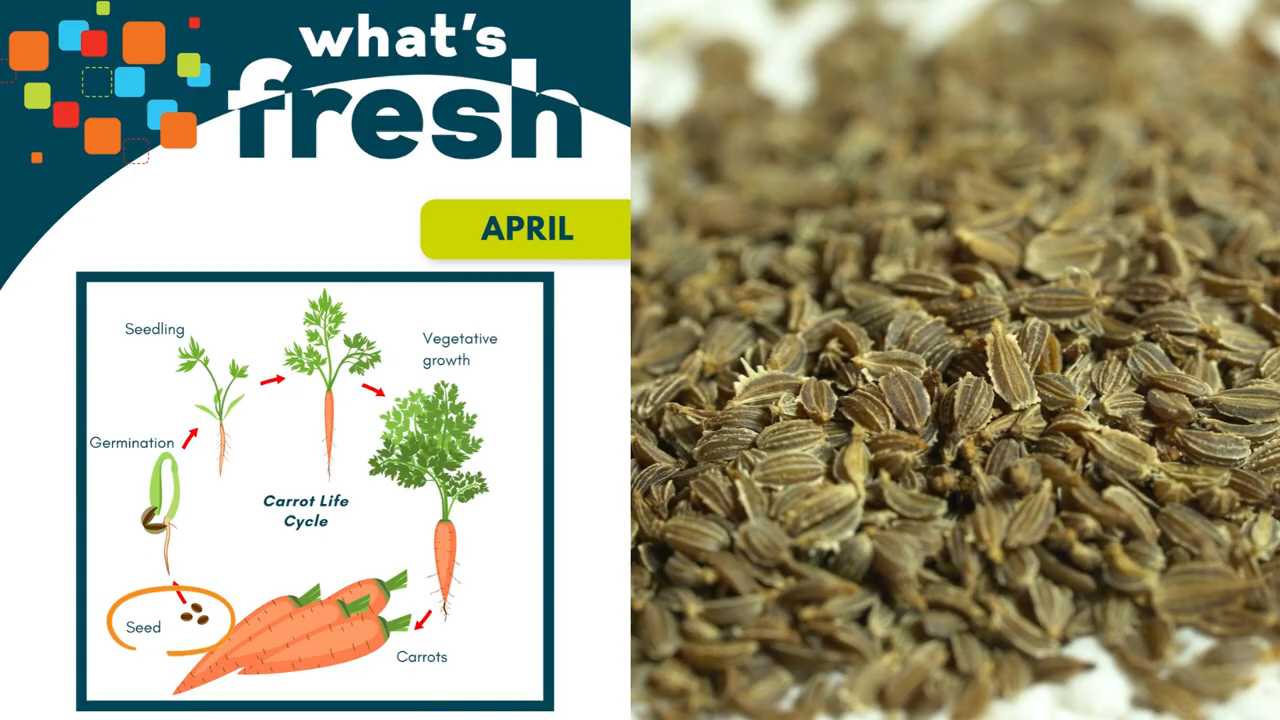 what's
fresh
APRIL
Seedling
Vegetative
growth
Germination
Carrot Life
Cycle
Seed
Carrots